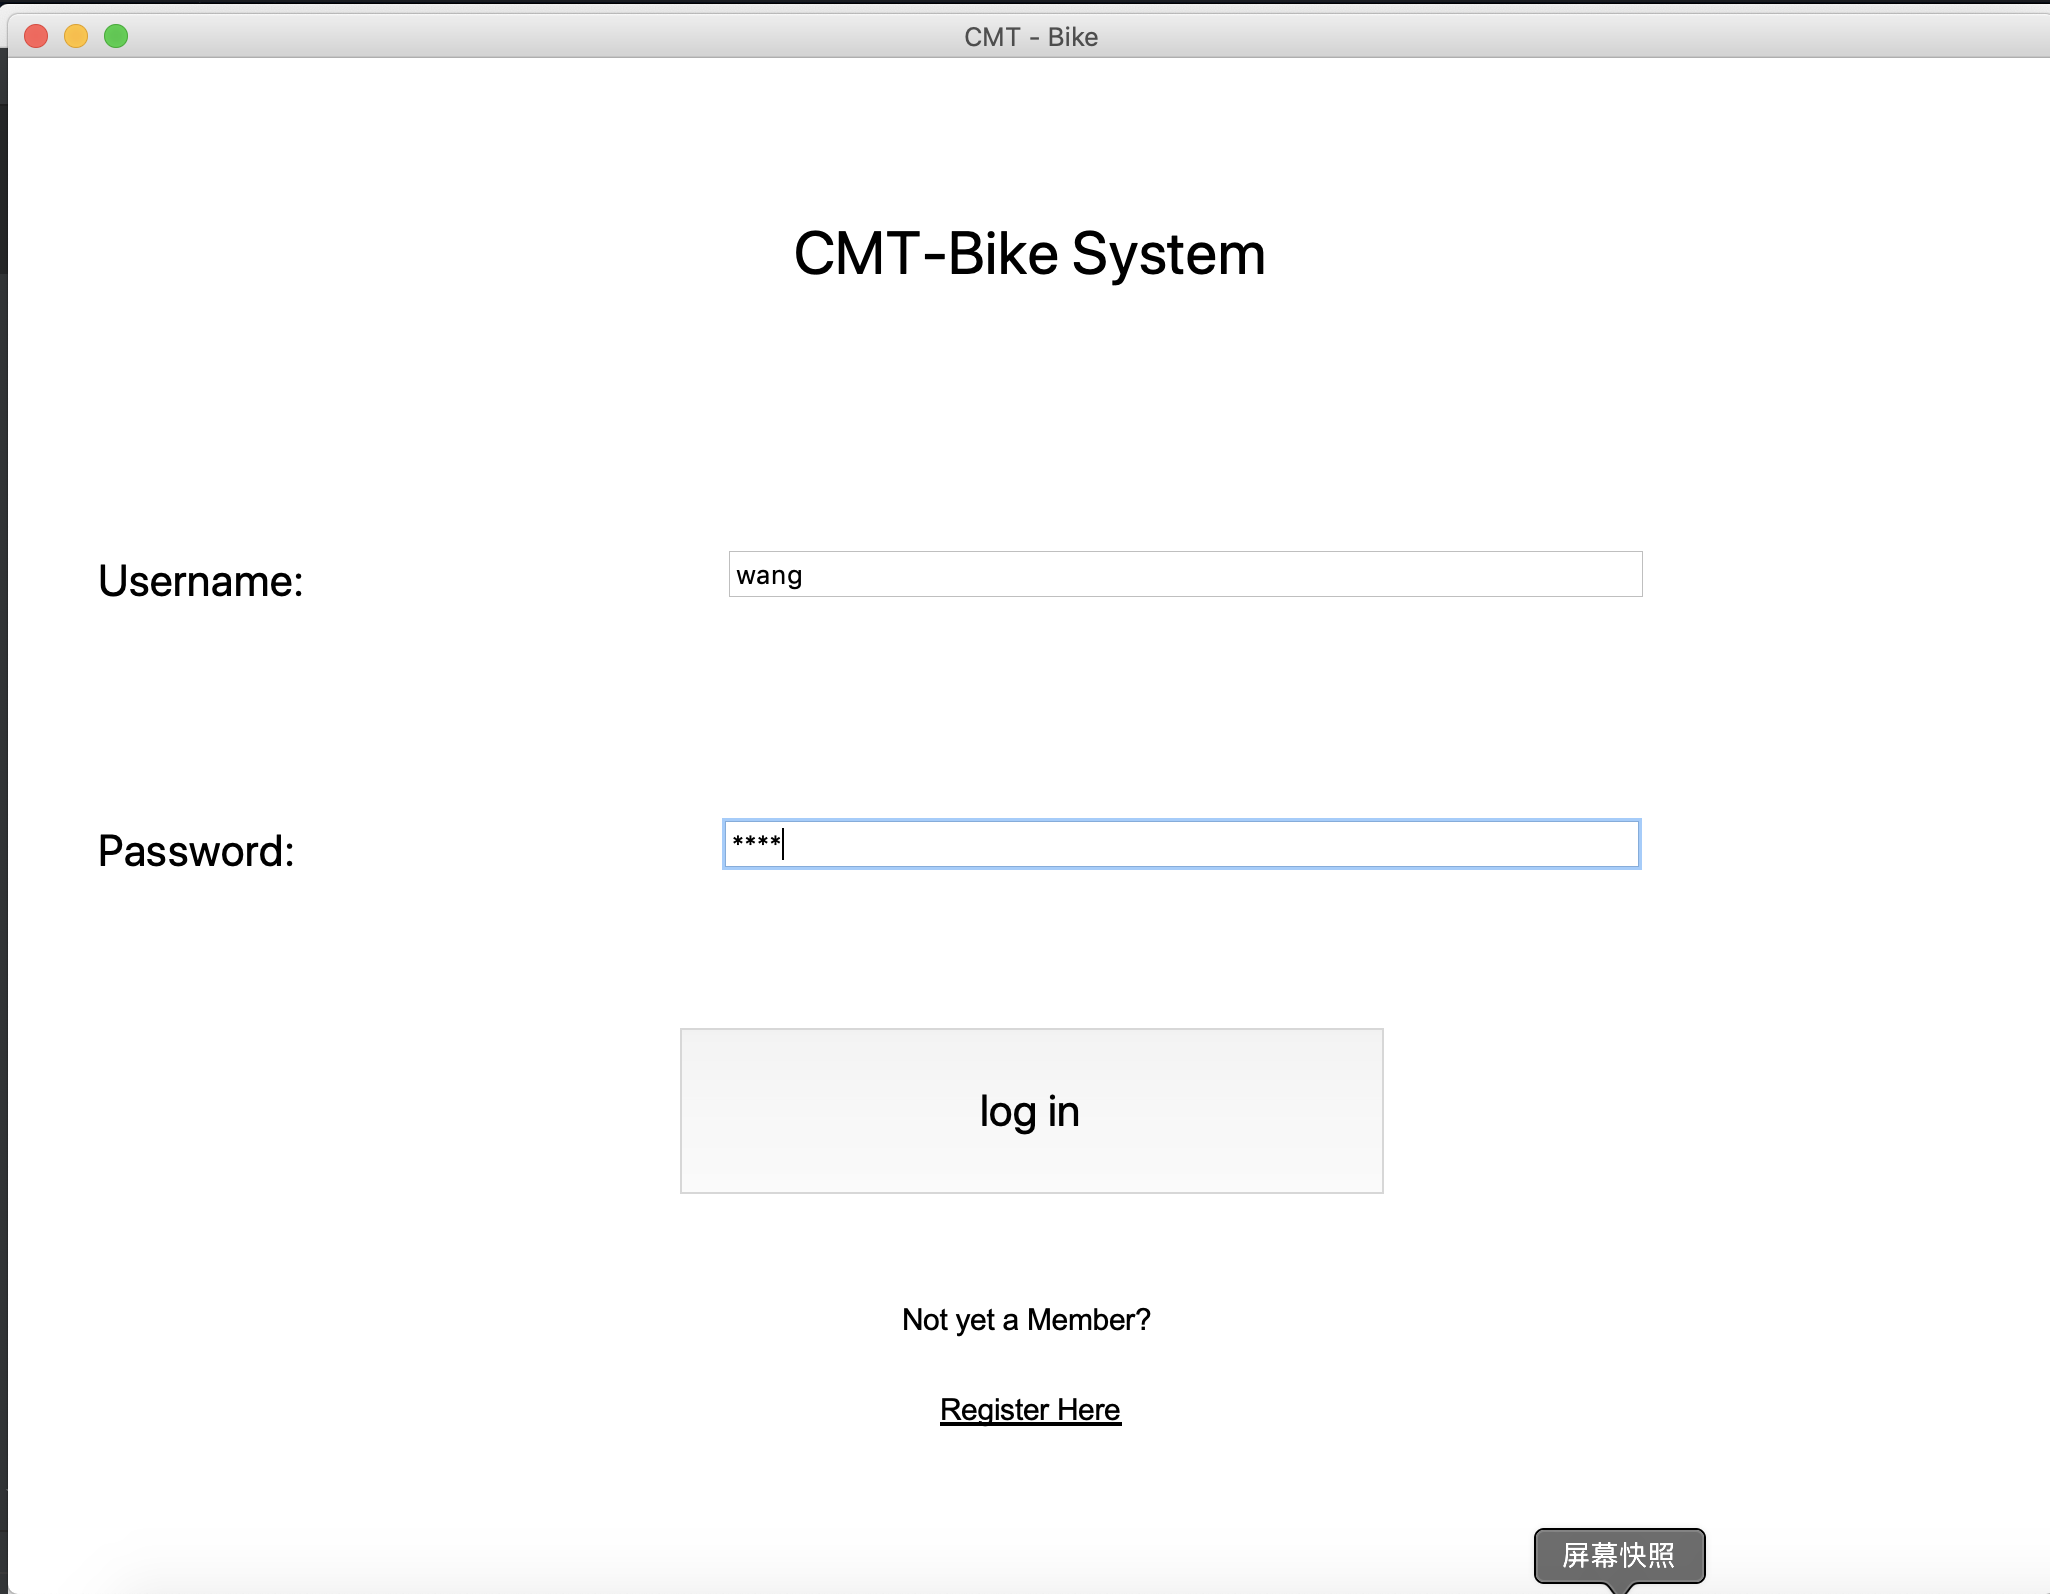 CMT - Bike
CMT-Bike System
Username:
wang
Password:
****
log in
Not yet a Member?
Register Here
屏幕快照